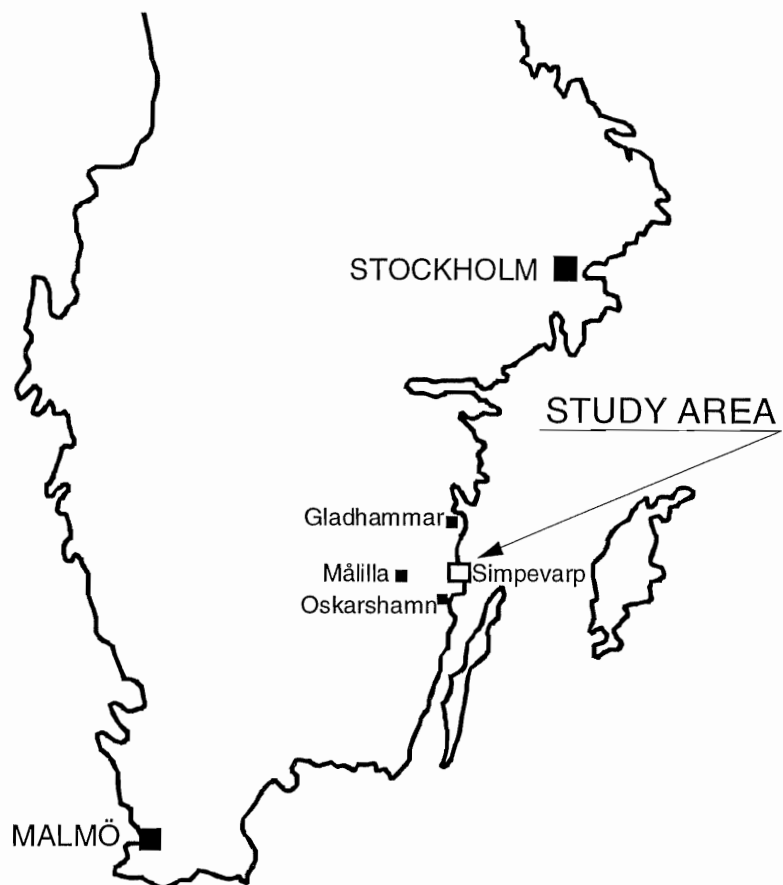 STOCKHOLM
STUDY AREA
Gladhammar
Målilla
Simpevarp
Oskarshamn
MALMÖ